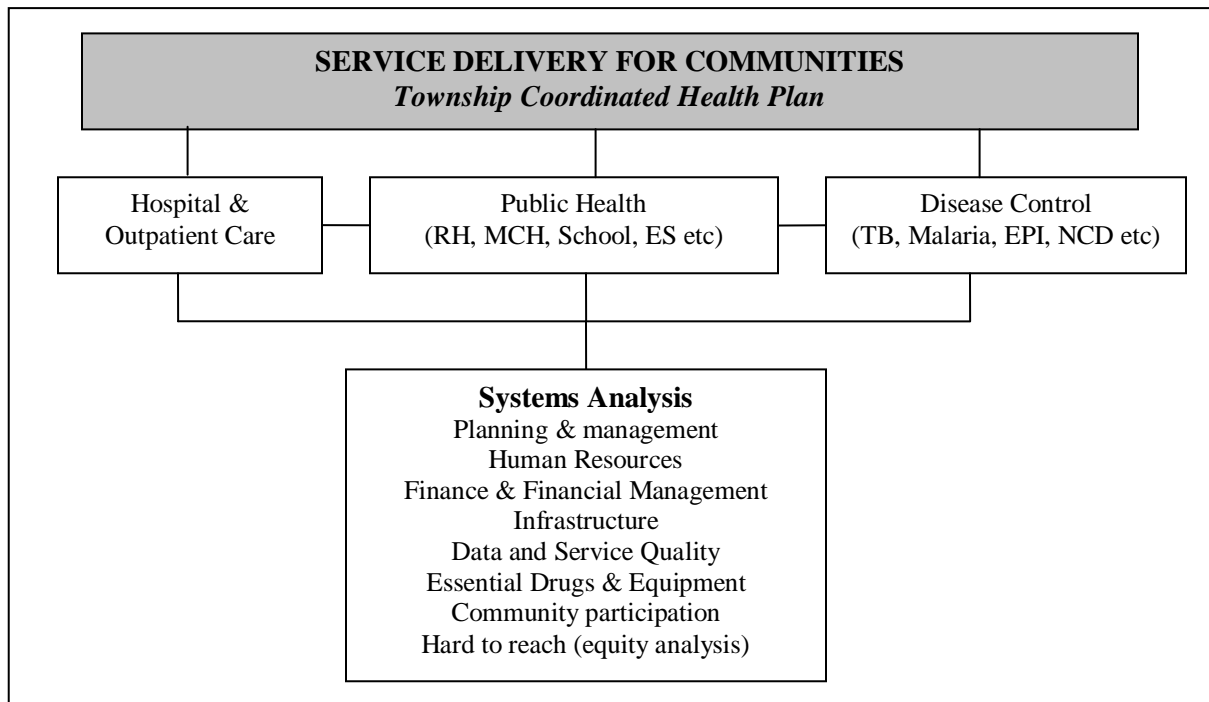 SERVICE DELIVERY FOR COMMUNITIES
Township Coordinated Health Plan
Hospital &
Outpatient Care
Public Health
(RH, MCH, School, ES etc)
Disease Control
(TB, Malaria, EPI, NCD etc)
Systems Analysis
Planning & management
Human Resources
Finance & Financial Management
Infrastructure
Data and Service Quality
Essential Drugs & Equipment
Community participation
Hard to reach (equity analysis)